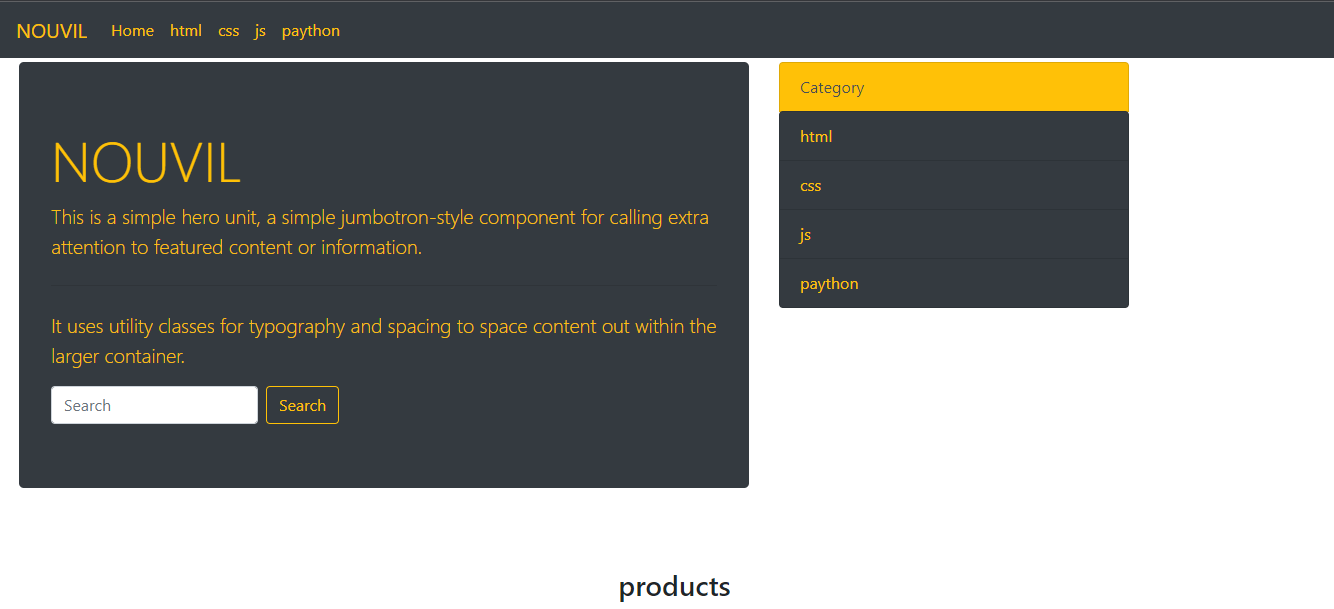 NOUVIL Home html css js paython
NOUVIL
This is a simple hero unit, a simple jumbotron-style component for calling extra
attention to featured content or information.
It uses utility classes for typography and spacing to space content out within the
larger container.
Search Search
Category
html
css
js
paython
products